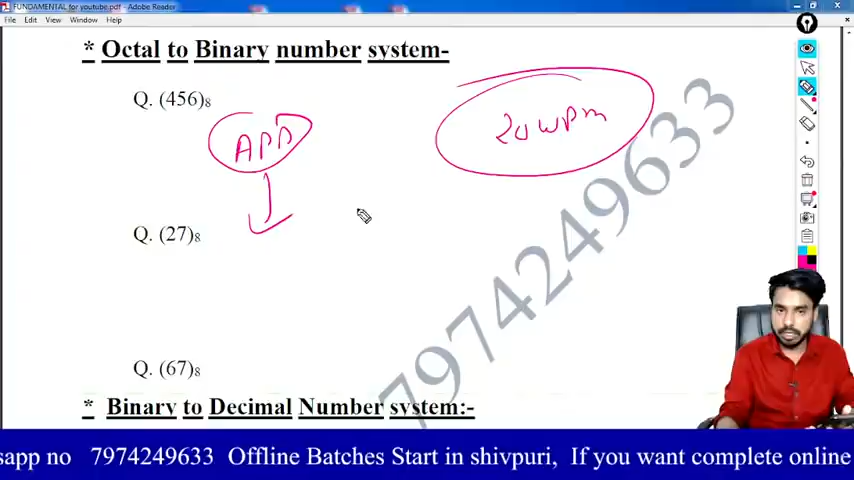 FUNDAMENTAL for youtube.pdf - Adobe Reader
File Edit View Window Help
* Octal to Binary number system-
Q. (456)8
APP
20 WPM
Q. (27)8
7974249633
Q. (67)8
* Binary to Decimal Number system:-
sapp no 7974249633 Offline Batches Start in shivpuri, If you want complete online